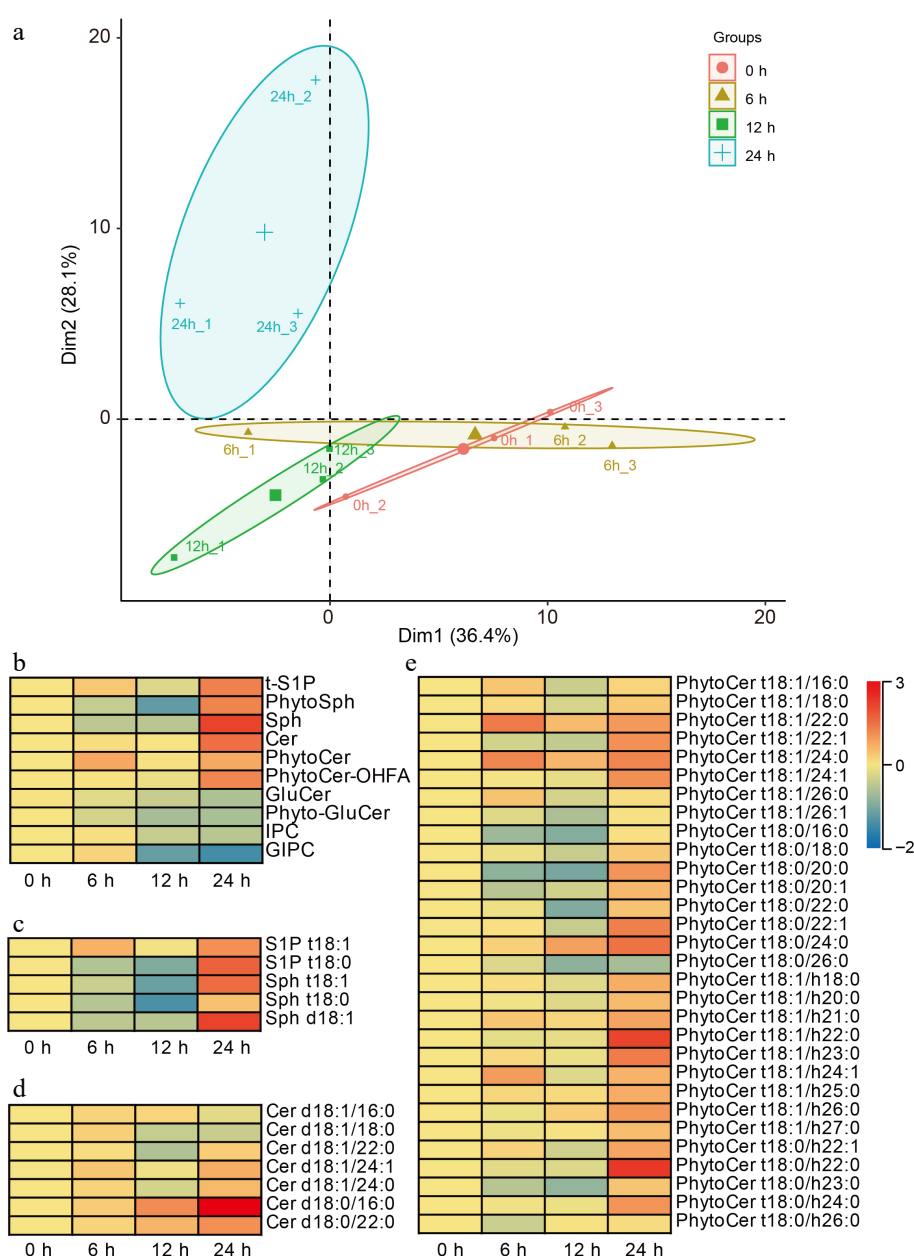 a
Groups
0 h
6 h
12 h
24 h
Dim2 (28.1%)
20
10
0
24h_2
24h_1
24h_3
0h_3
6h_1
12h_3
0h_1
6h_2
6h_3
12h_2
0h_2
12h_1
0
10
20
Dim1 (36.4%)
b
t-S1P
PhytoSph
Sph
Cer
PhytoCer
PhytoCer-OHFA
GluCer
Phyto-GluCer
IPC
GIPC
0 h 6 h 12 h 24 h
c
S1P t18:1
S1P t18:0
Sph t18:1
Sph t18:0
Sph d18:1
0 h 6 h 12 h 24 h
d
Cer d18:1/16:0
Cer d18:1/18:0
Cer d18:1/22:0
Cer d18:1/24:1
Cer d18:1/24:0
Cer d18:0/16:0
Cer d18:0/22:0
0 h 6 h 12 h 24 h
e
PhytoCer t18:1/16:0
PhytoCer t18:1/18:0
PhytoCer t18:1/22:0
PhytoCer t18:1/22:1
PhytoCer t18:1/24:0
PhytoCer t18:1/24:1
PhytoCer t18:1/26:0
PhytoCer t18:1/26:1
PhytoCer t18:0/16:0
PhytoCer t18:0/18:0
PhytoCer t18:0/20:0
PhytoCer t18:0/20:1
PhytoCer t18:0/22:0
PhytoCer t18:0/22:1
PhytoCer t18:0/24:0
PhytoCer t18:0/26:0
PhytoCer t18:1/h18:0
PhytoCer t18:1/h20:0
PhytoCer t18:1/h21:0
PhytoCer t18:1/h22:0
PhytoCer t18:1/h23:0
PhytoCer t18:1/h24:1
PhytoCer t18:1/h25:0
PhytoCer t18:1/h26:0
PhytoCer t18:1/h27:0
PhytoCer t18:0/h22:1
PhytoCer t18:0/h22:0
PhytoCer t18:0/h23:0
PhytoCer t18:0/h24:0
PhytoCer t18:0/h26:0
0 h 6 h 12 h 24 h
3
0
−2